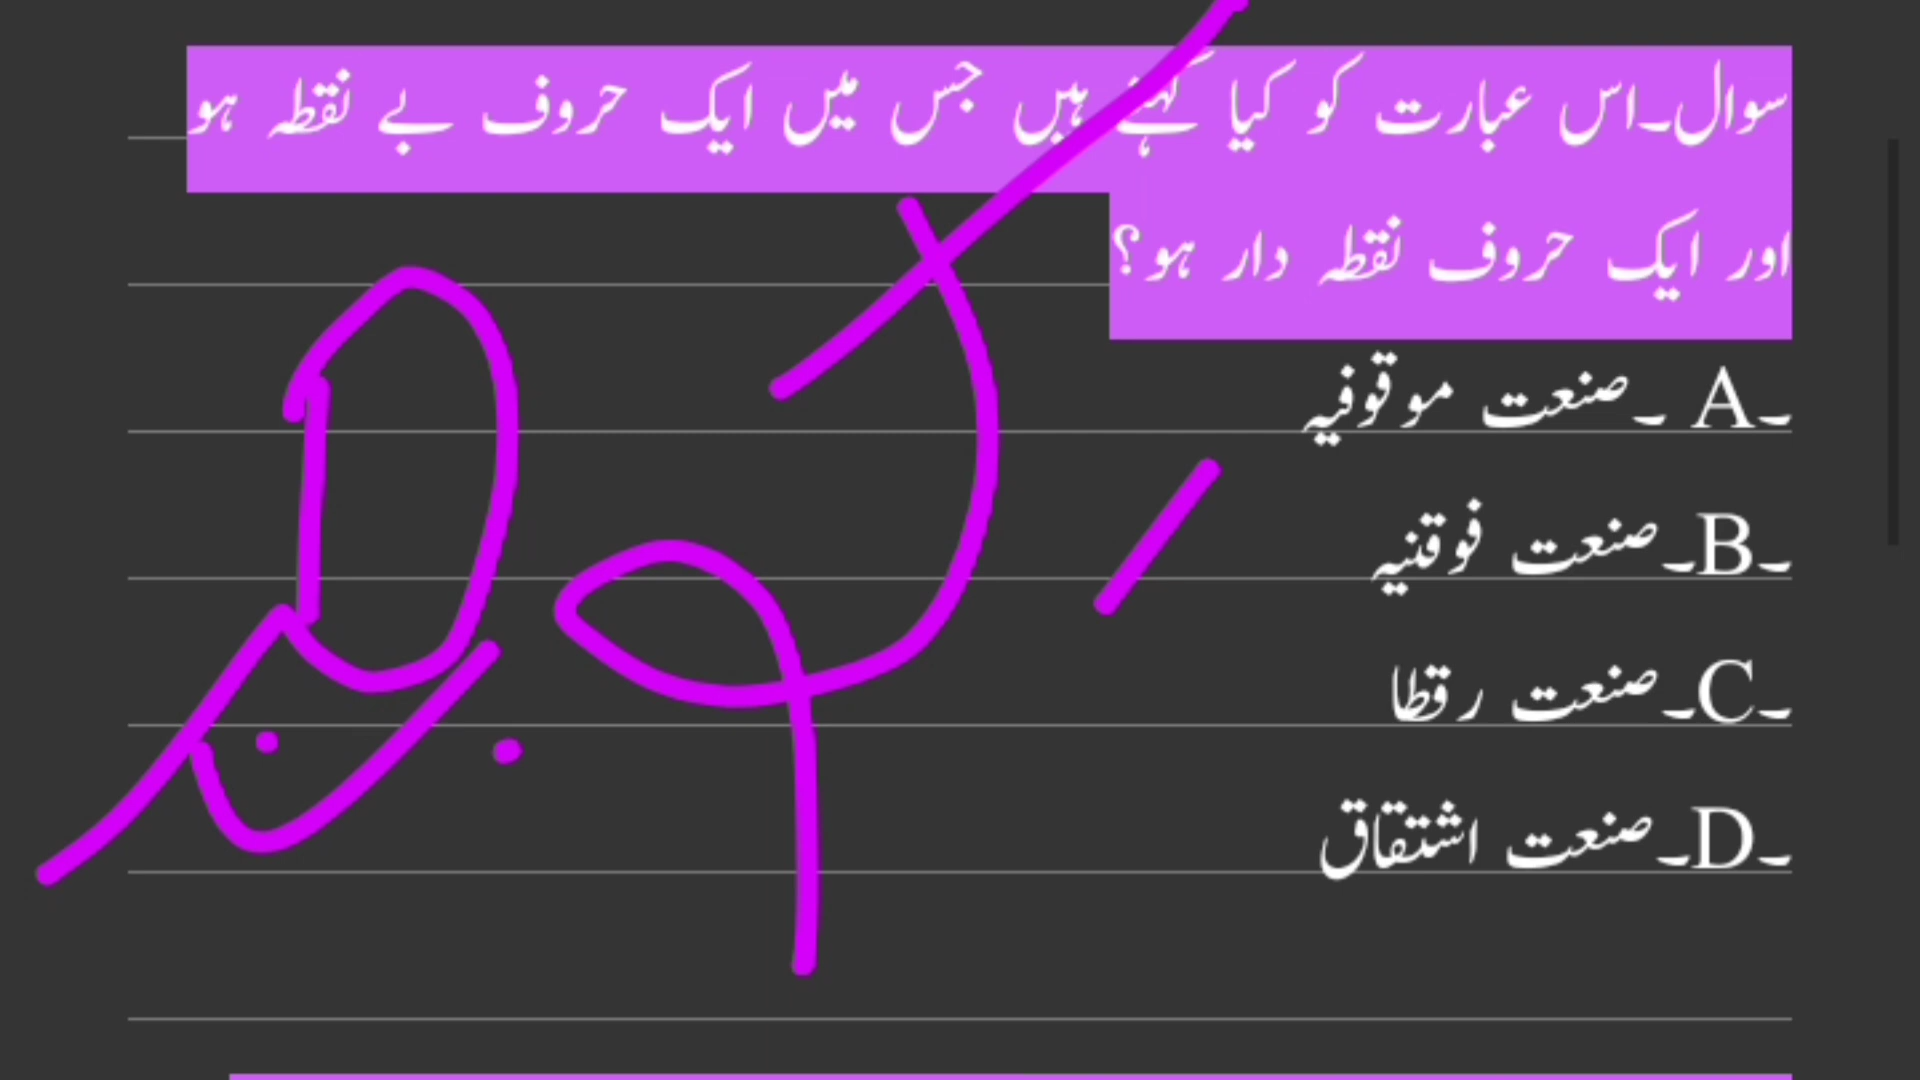 سوال۔اس عبارت کو کیا کہتے ہیں جس میں ایک حروف بے نقطہ ہو
اور ایک حروف نقطہ دار ہو؟
۔A ۔صنعت موقوفیہ
۔B۔صنعت فوقنیہ
۔C۔صنعت رقطا
۔D۔صنعت اشتقاق